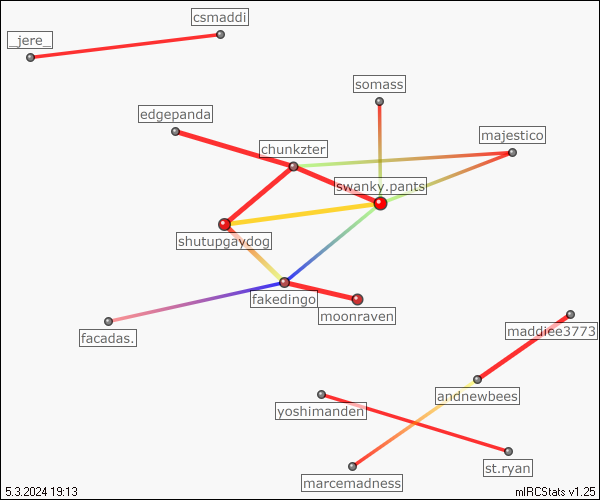 csmaddi
_jere_
somass
edgepanda
majestico
chunkzter
swanky.pants
shutupgaydog
fakedingo
moonraven
facadas.
maddiee3773
andnewbees
yoshimanden
st.ryan
marcemadness
5.3.2024 19:13
mIRCStats v1.25